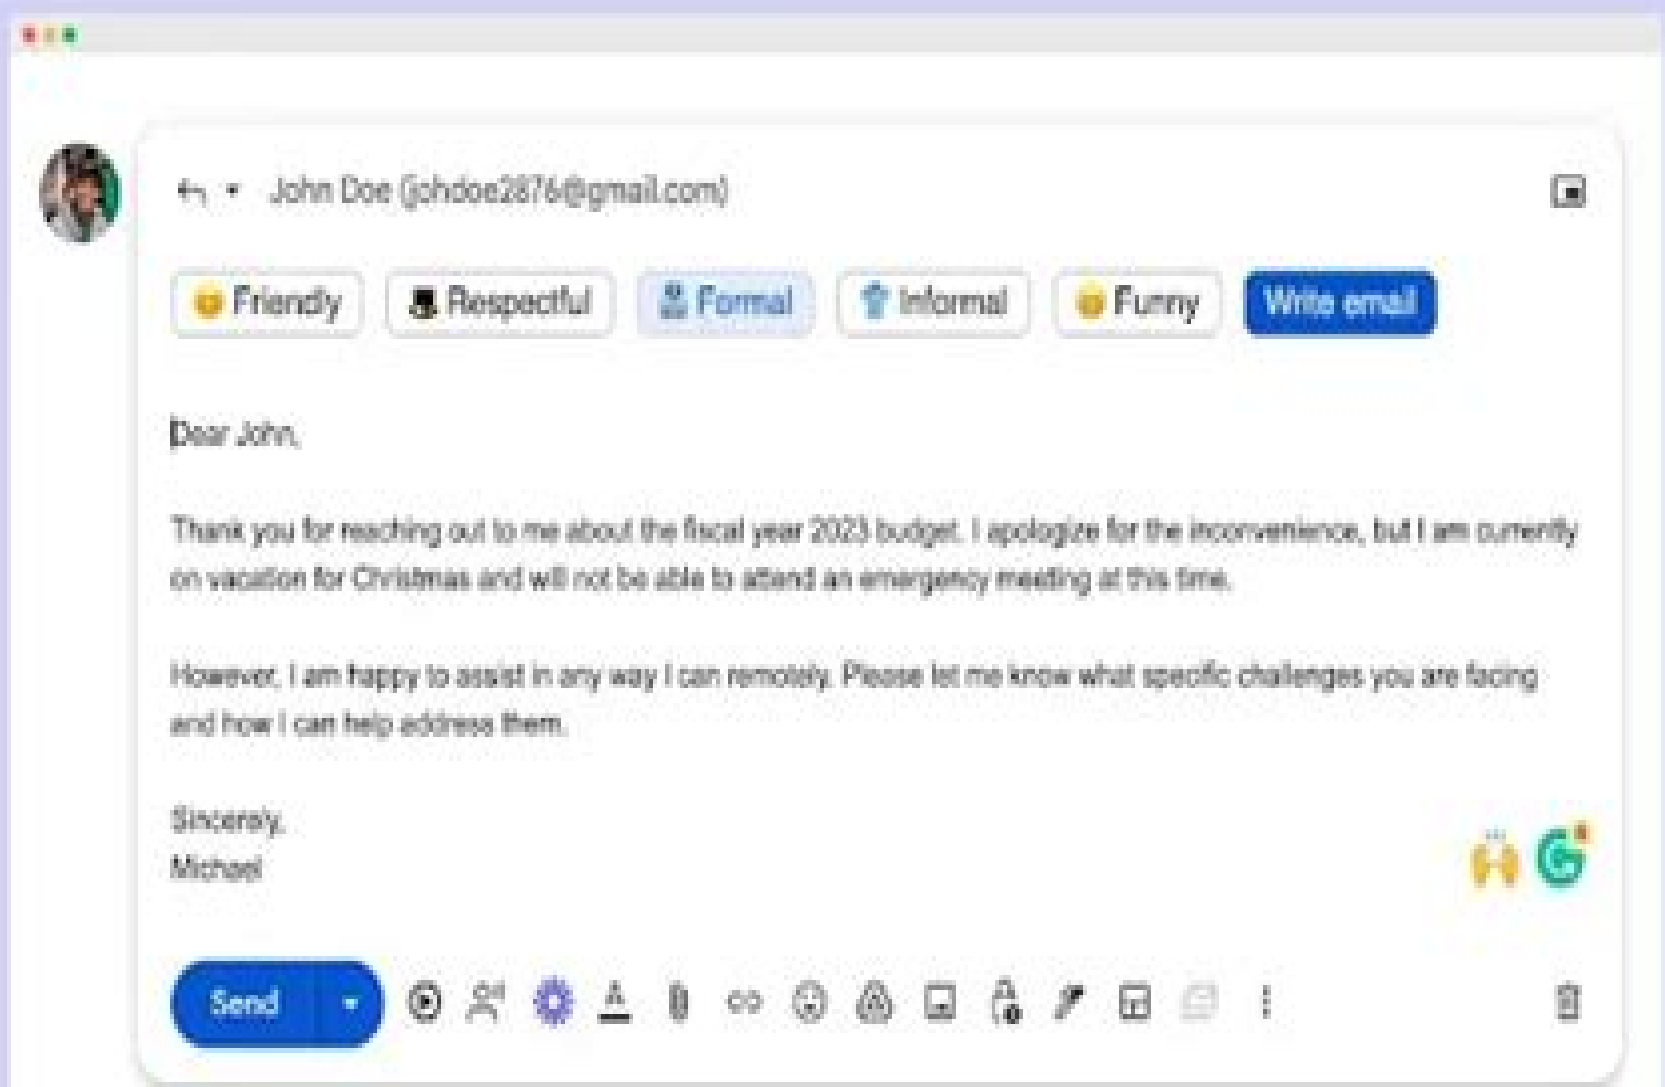 John Doe (johdoe2876@gmail.com)
Friendly Respectful Formal Informal Funny Write email
Dear John,
Thank you for reaching out to me about the fiscal year 2023 budget. I apologize for the inconvenience, but I am currently
on vacation for Christmas and will not be able to attend an emergency meeting at this time.
However, I am happy to assist in any way I can remotely. Please let me know what specific challenges you are facing
and how I can help address them.
Sincerely,
Michael
Send